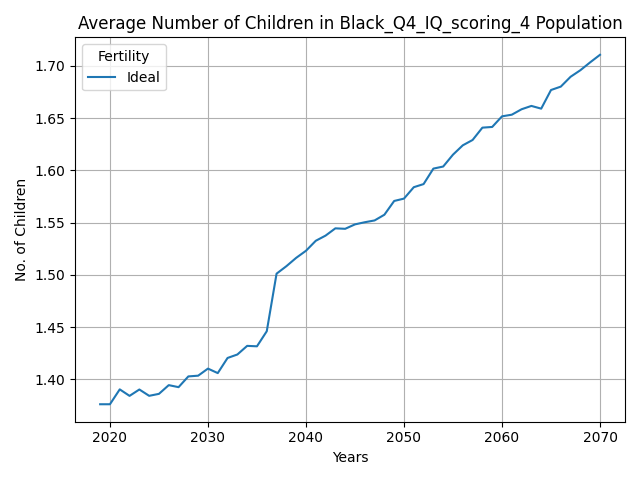 Average Number of Children in Black_Q4_IQ_scoring_4 Population
Fertility
Ideal
No. of Children
1.70
1.65
1.60
1.55
1.50
1.45
1.40
2020 2030 2040 2050 2060 2070
Years